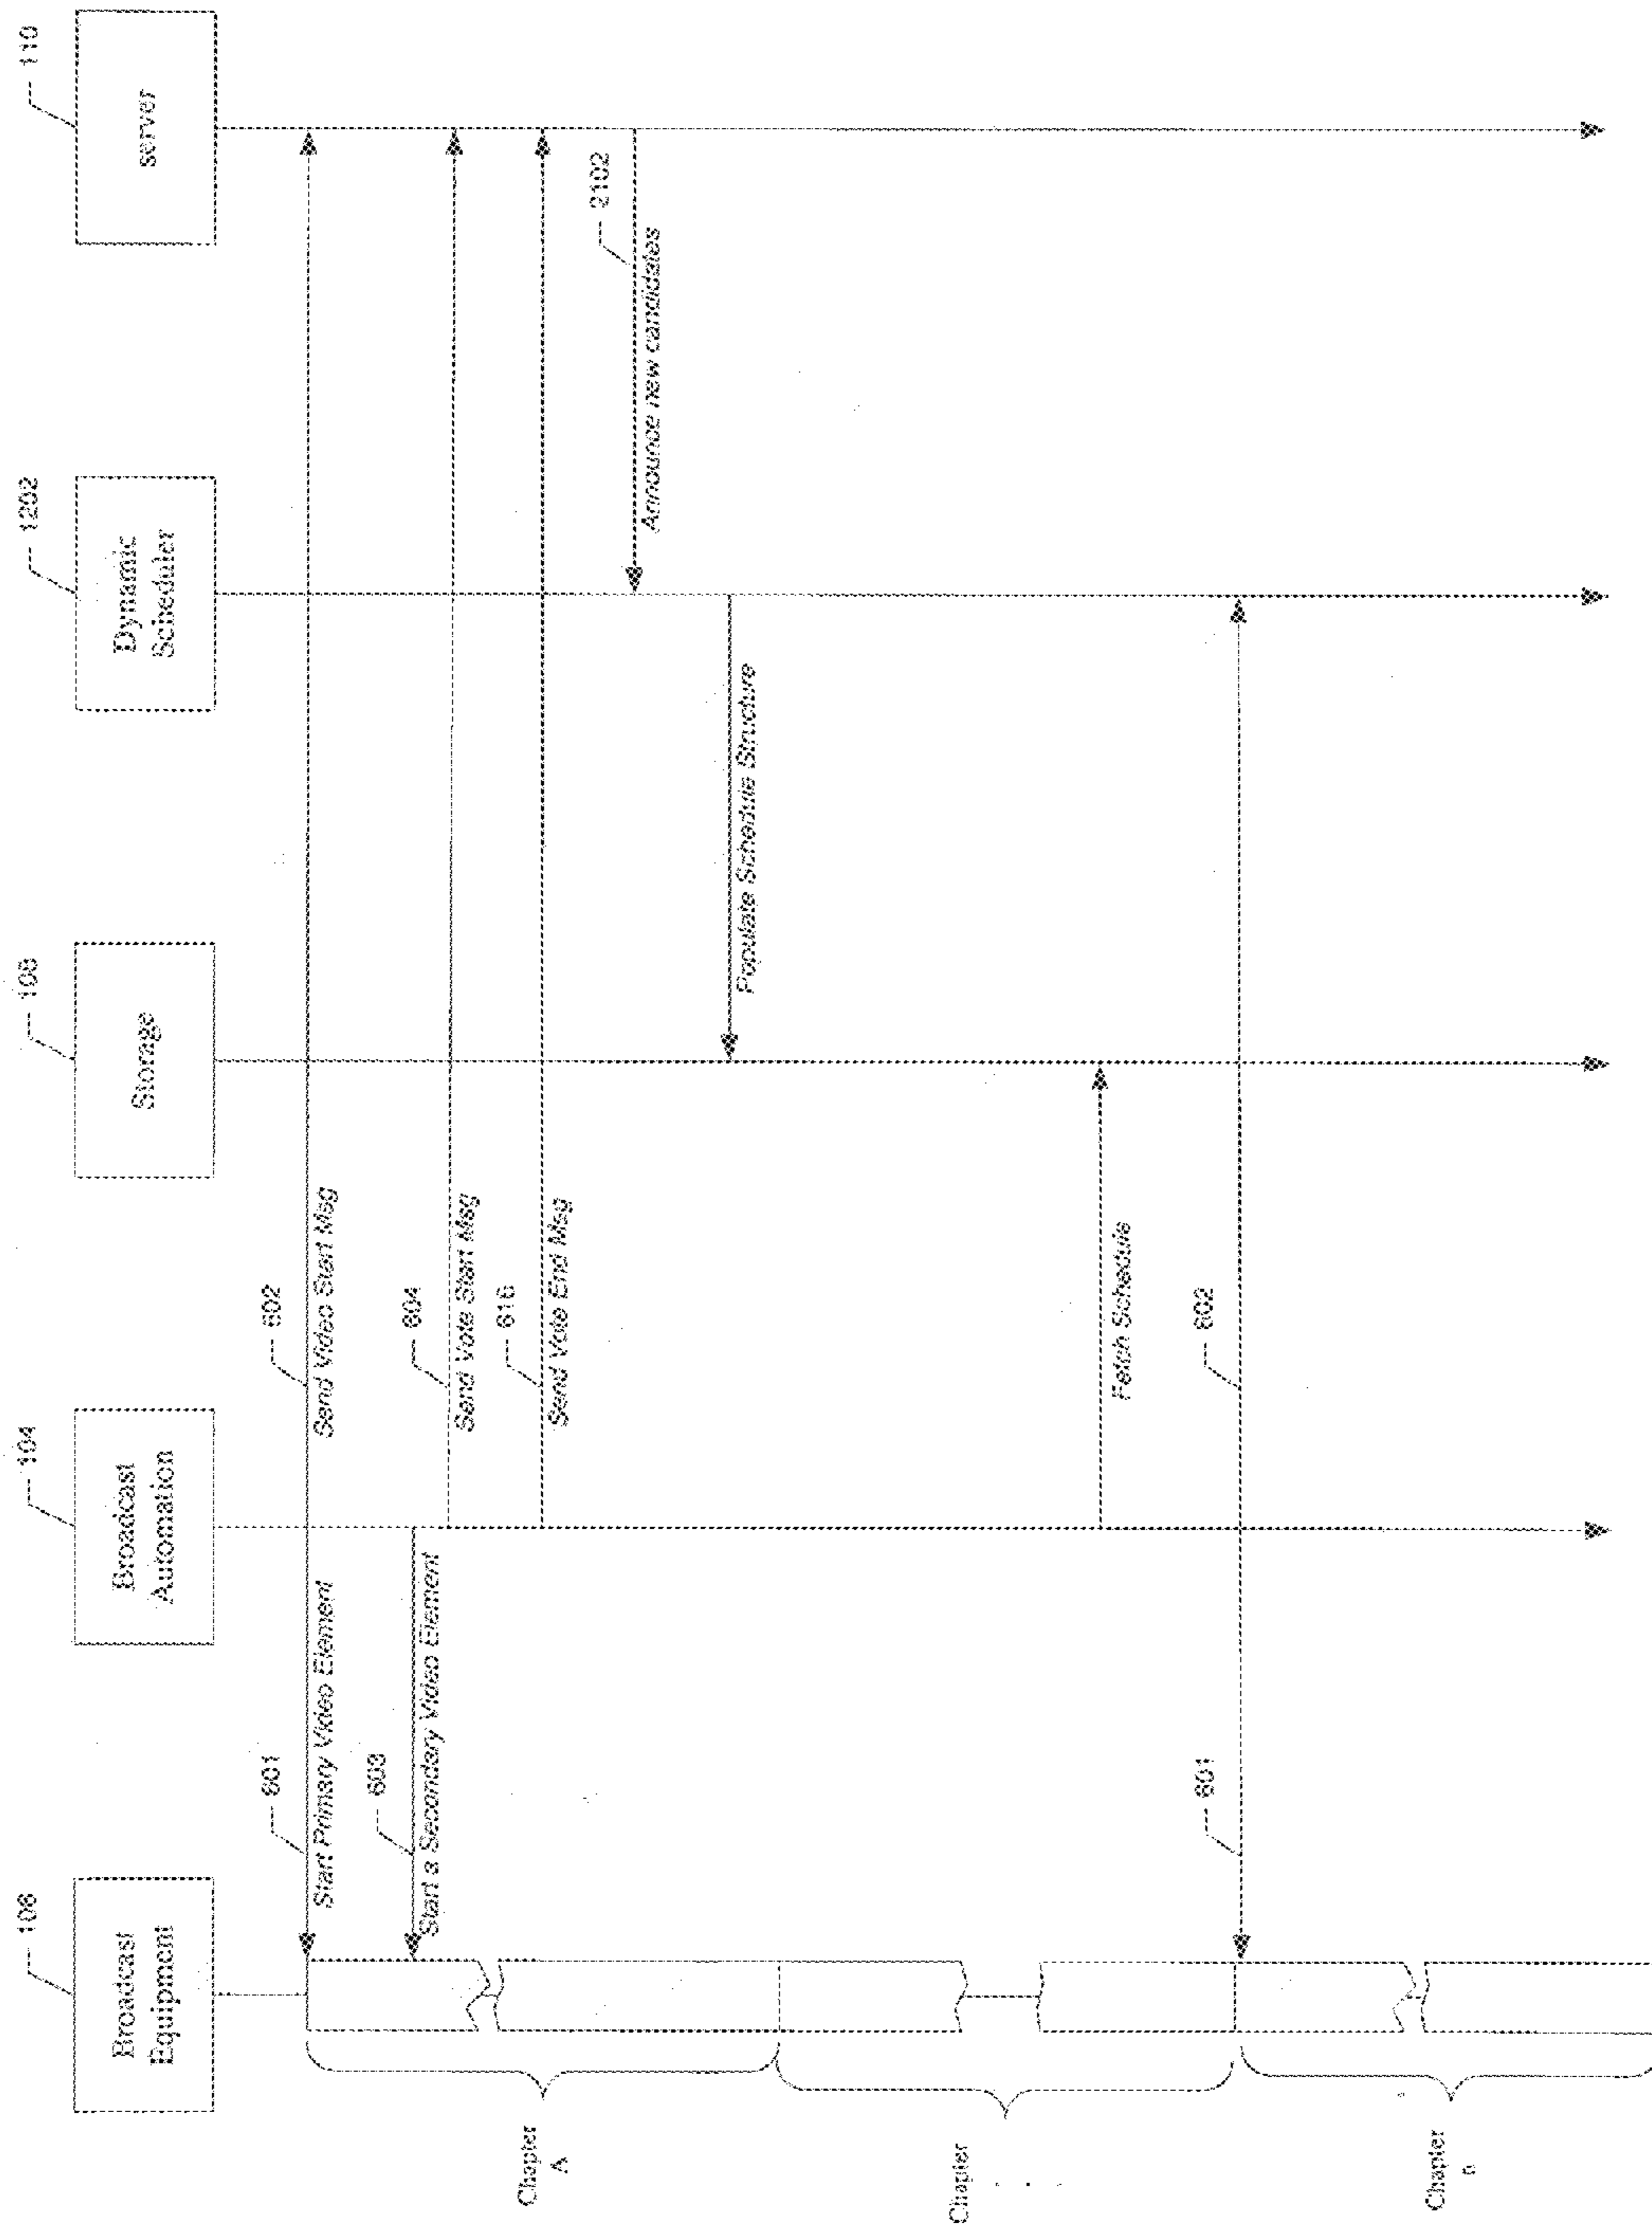 Broadcast
Equipment
104
Broadcast
Automation
Storage
1202
Dynamic
Scheduler
110
server
601
Start Primary Video Element
602
Send Video Start Msg
603
Start a Secondary Video Element
604
Send Vote Start Msg
616
Send Vote End Msg
2102
Announce new candidates
Populate Schedule Structure
Fetch Schedule
601
602
Chapter
A
Chapter
. . .
Chapter
n